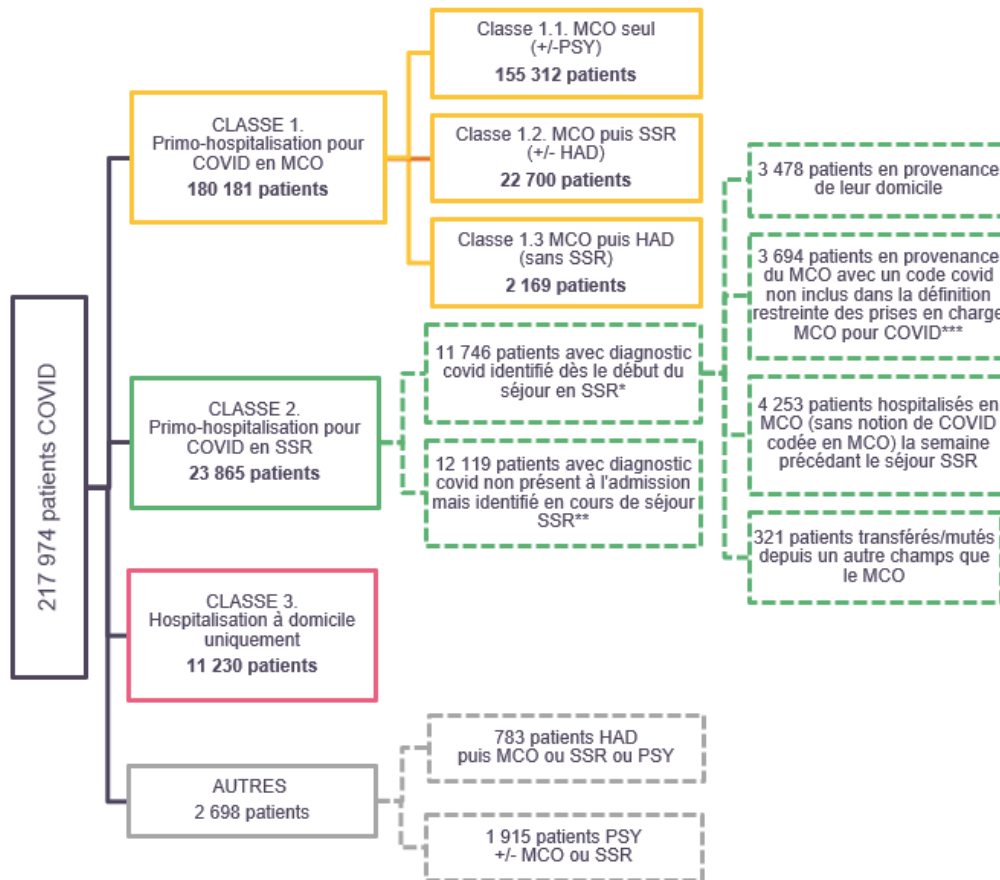 217 974 patients COVID
CLASSE 1.
Primo-hospitalisation pour
COVID en MCO
180 181 patients
Classe 1.1. MCO seul
(+/-PSY)
155 312 patients
Classe 1.2. MCO puis SSR
(+/- HAD)
22 700 patients
Classe 1.3 MCO puis HAD
(sans SSR)
2 169 patients
CLASSE 2.
Primo-hospitalisation pour
COVID en SSR
23 865 patients
11 746 patients avec diagnostic
covid identifié dès le début du
séjour en SSR*
12 119 patients avec diagnostic
covid non présent à l'admission
mais identifié en cours de séjour
SSR**
3 478 patients en provenance
de leur domicile
3 694 patients en provenance
du MCO avec un code covid
non inclus dans la définition
restreinte des prises en charge
MCO pour COVID***
4 253 patients hospitalisés en
MCO (sans notion de COVID
codée en MCO) la semaine
précédant le séjour SSR
321 patients transférés/mutés
depuis un autre champs que
le MCO
CLASSE 3.
Hospitalisation à domicile
uniquement
11 230 patients
AUTRES
2 698 patients
783 patients HAD
puis MCO ou SSR ou PSY
1 915 patients PSY
+/- MCO ou SSR